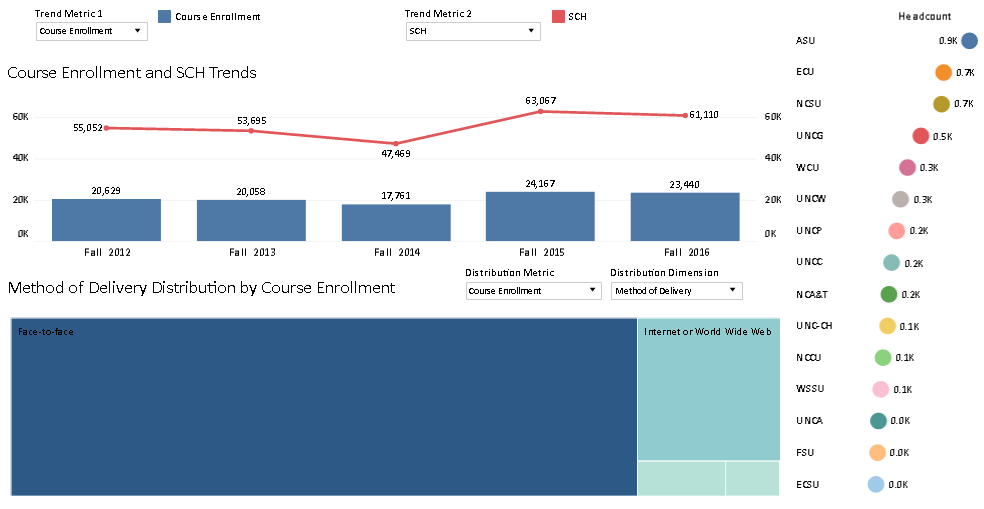 Trend Metric 1
Course Enrollment
Course Enrollment
Trend Metric 2
SCH
SCH
Course Enrollment and SCH Trends
60K
40K
20K
0K
55,052
53,695
47,469
63,067
61,110
20,629
20,058
17,761
24,167
23,440
60K
40K
20K
0K
Fall 2012
Fall 2013
Fall 2014
Fall 2015
Fall 2016
Method of Delivery Distribution by Course Enrollment
Distribution Metric
Course Enrollment
Distribution Dimension
Method of Delivery
Face-to-face
Internet or World Wide Web
Headcount
ASU 0.9K
ECU 0.7K
NCSU 0.7K
UNCG 0.5K
WCU 0.3K
UNCW 0.3K
UNCP 0.2K
UNCC 0.2K
NCA&T 0.2K
UNC-CH 0.1K
NCCU 0.1K
WSSU 0.1K
UNCA 0.0K
FSU 0.0K
ECSU 0.0K